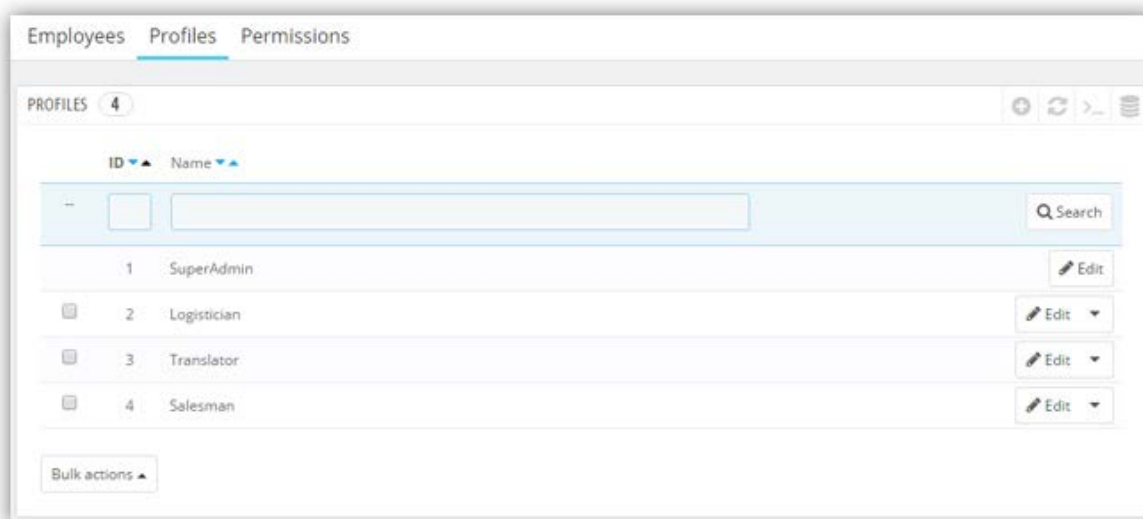 Employees Profiles Permissions
PROFILES 4
ID Name
-- Search
1 SuperAdmin Edit
2 Logistician Edit
3 Translator Edit
4 Salesman Edit
Bulk actions